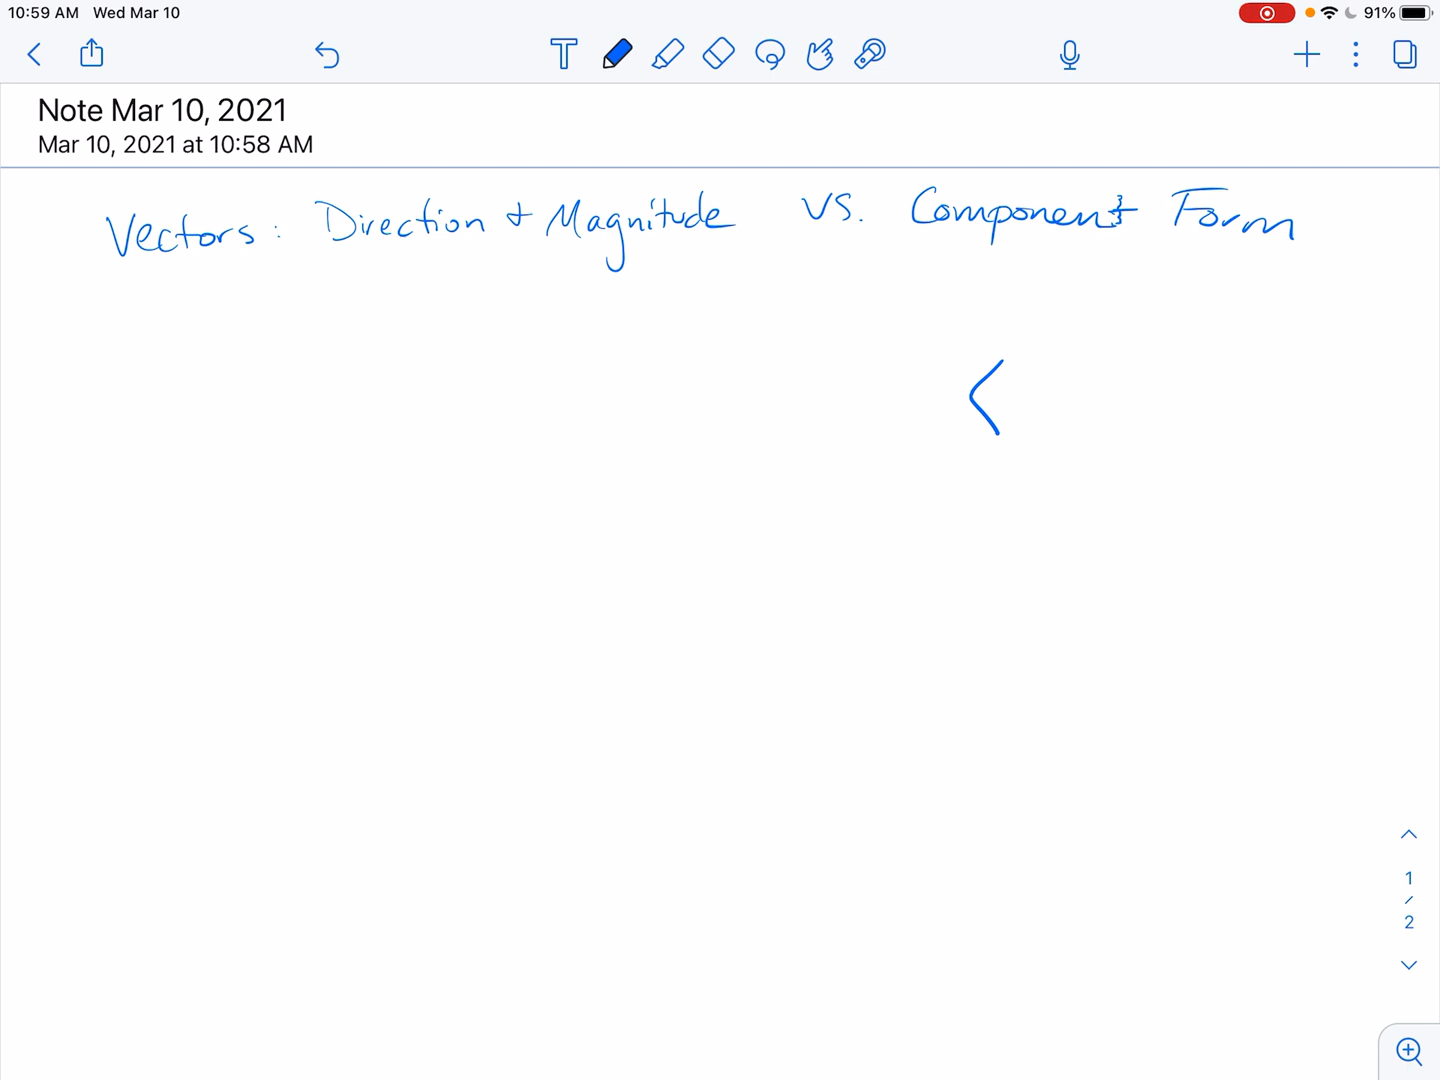 10:59 AM Wed Mar 10
91%
T
Note Mar 10, 2021
Mar 10, 2021 at 10:58 AM
Vectors: Direction + Magnitude vs. Component Form
<
1
/
2